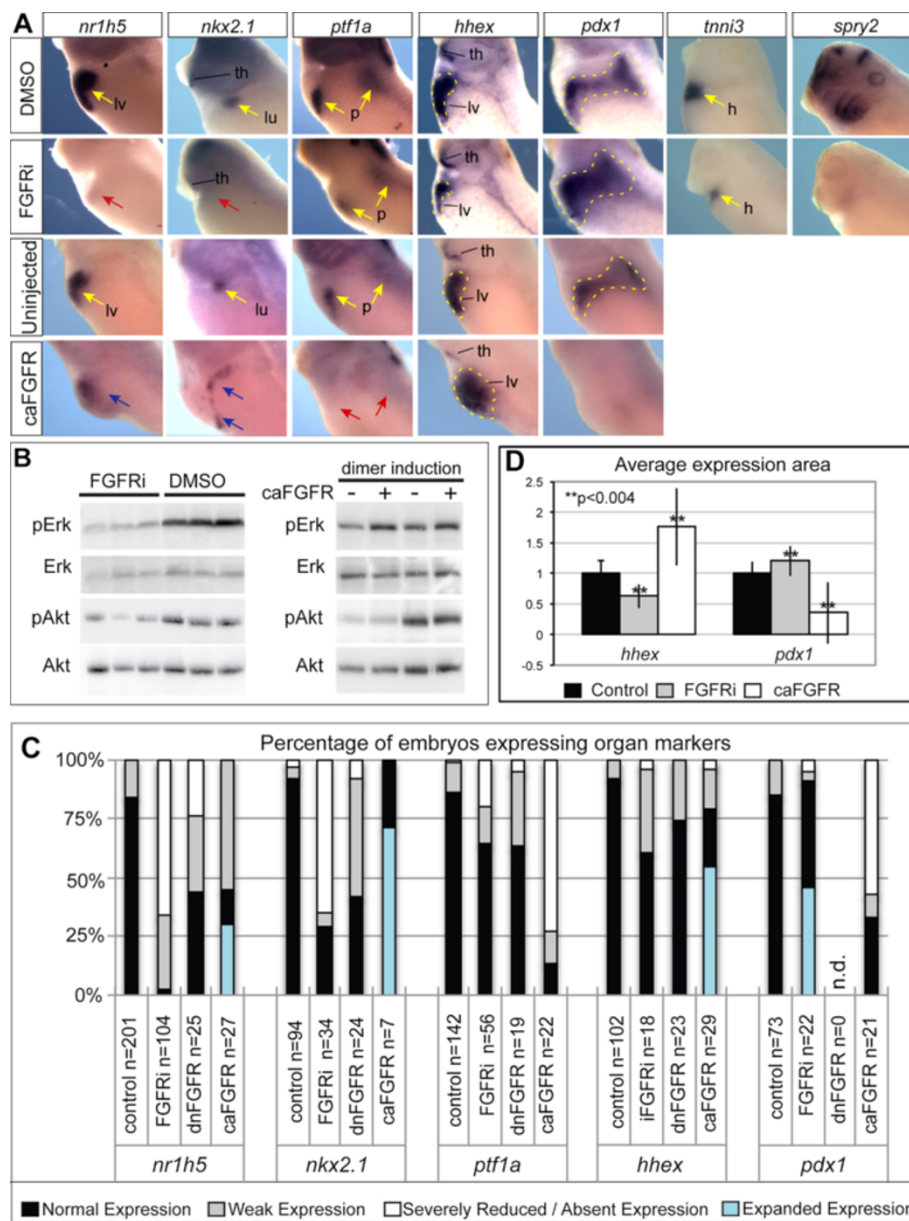 A
nr1h5 nkx2.1 ptf1a hhex pdx1 tnni3 spry2
DMSO
lv
th
lu
p
th
lv
h
FGFRi
th
p
th
lv
h
Uninjected
lv
lu
p
th
lv
caFGFR
th
lv
B
FGFRi DMSO
pErk
Erk
pAkt
Akt
dimer induction
caFGFR - + - +
pErk
Erk
pAkt
Akt
D
Average expression area
**p<0.004
2.5
2
1.5
1
0.5
0
-0.5
** ** ** **
hhex pdx1
Control FGFRi caFGFR
C
Percentage of embryos expressing organ markers
100%
75%
50%
25%
0%
n.d.
control n=201
FGFRi n=104
dnFGFR n=25
caFGFR n=27
control n=94
FGFRi n=34
dnFGFR n=24
caFGFR n=7
control n=142
FGFRi n=56
dnFGFR n=19
caFGFR n=22
control n=102
iFGFRi n=18
dnFGFR n=23
caFGFR n=29
control n=73
FGFRi n=22
dnFGFR n=0
caFGFR n=21
nr1h5 nkx2.1 ptf1a hhex pdx1
Normal Expression Weak Expression Severely Reduced / Absent Expression Expanded Expression